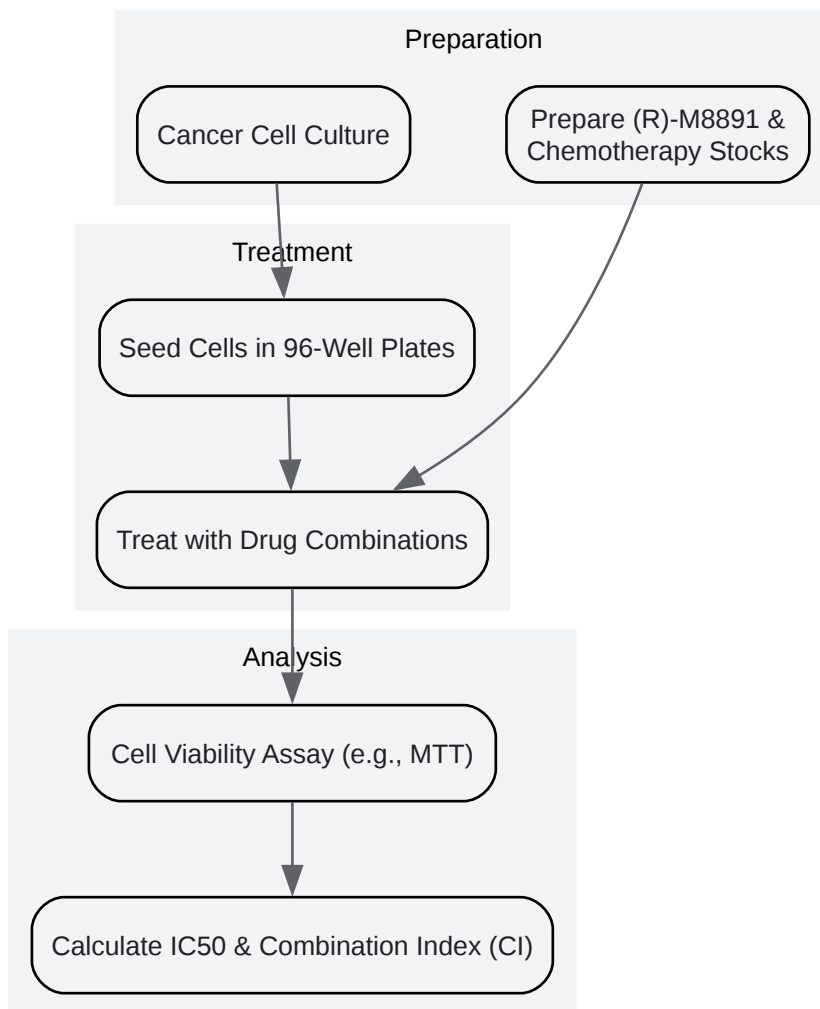 Preparation
Cancer Cell Culture
Prepare (R)-M8891 &
Chemotherapy Stocks
Treatment
Seed Cells in 96-Well Plates
Treat with Drug Combinations
Analysis
Cell Viability Assay (e.g., MTT)
Calculate IC50 & Combination Index (CI)